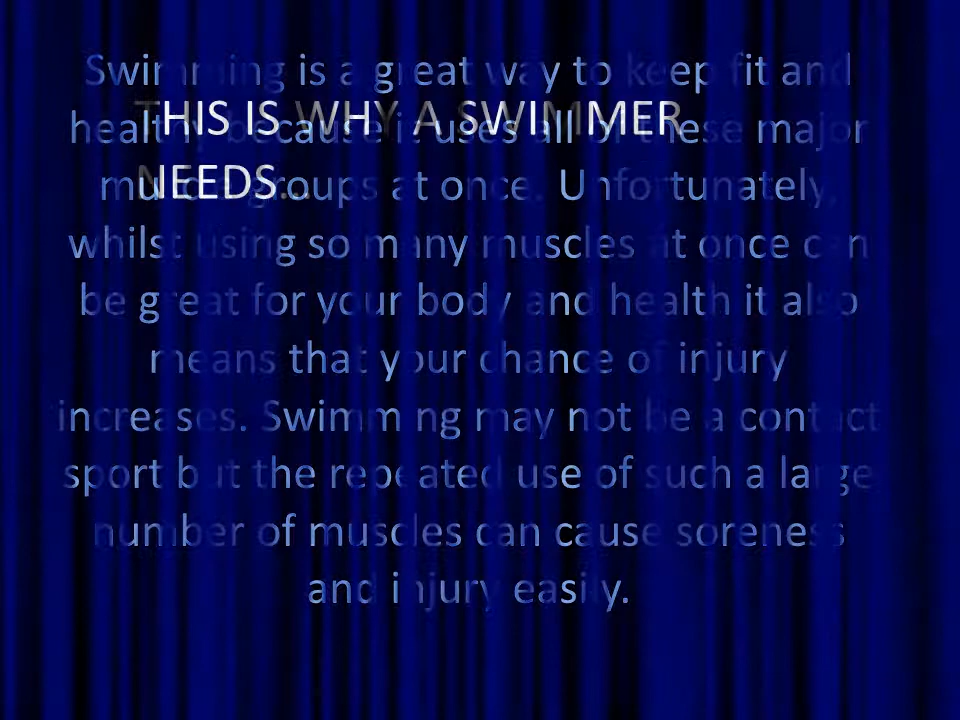 Swimming is a great way to keep fit and
healthy because it uses all of these major
muscle groups at once. Unfortunately,
whilst using so many muscles at once can
be great for your body and health it also
means that your chance of injury
increases. Swimming may not be a contact
sport but the repeated use of such a large
number of muscles can cause soreness
and injury easily.
THIS IS WHY A SWIMMER
NEEDS...